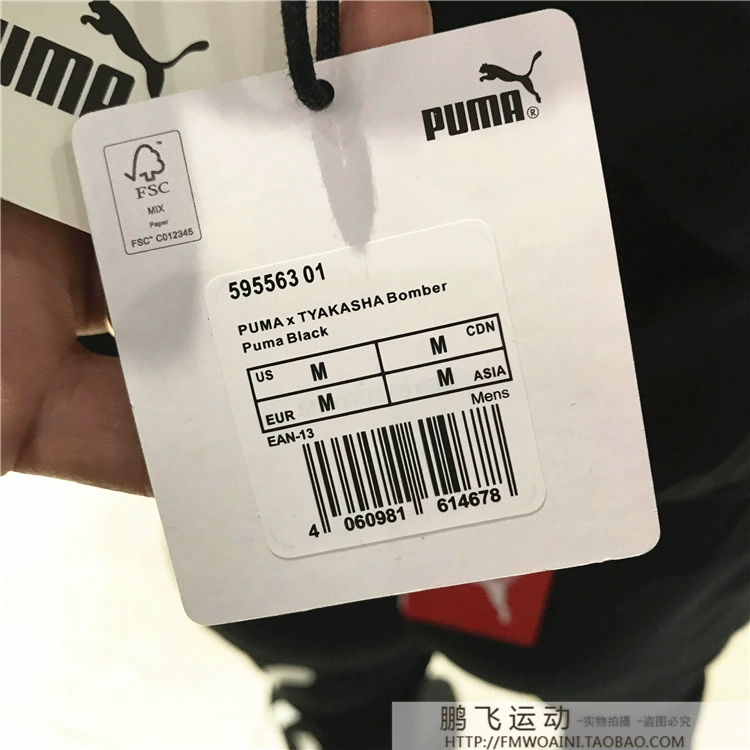 PUMA
PUMA®
FSC
MIX
Paper
FSC™ C012345
595563 01
PUMA x TYAKASHA Bomber
Puma Black
US M M CDN
EUR M M ASIA
EAN-13 Mens
4 060981 614678
鹏飞运动 -实物拍摄 -盗图必究
HTTP://FMWOAINI.TAOBAO.COM